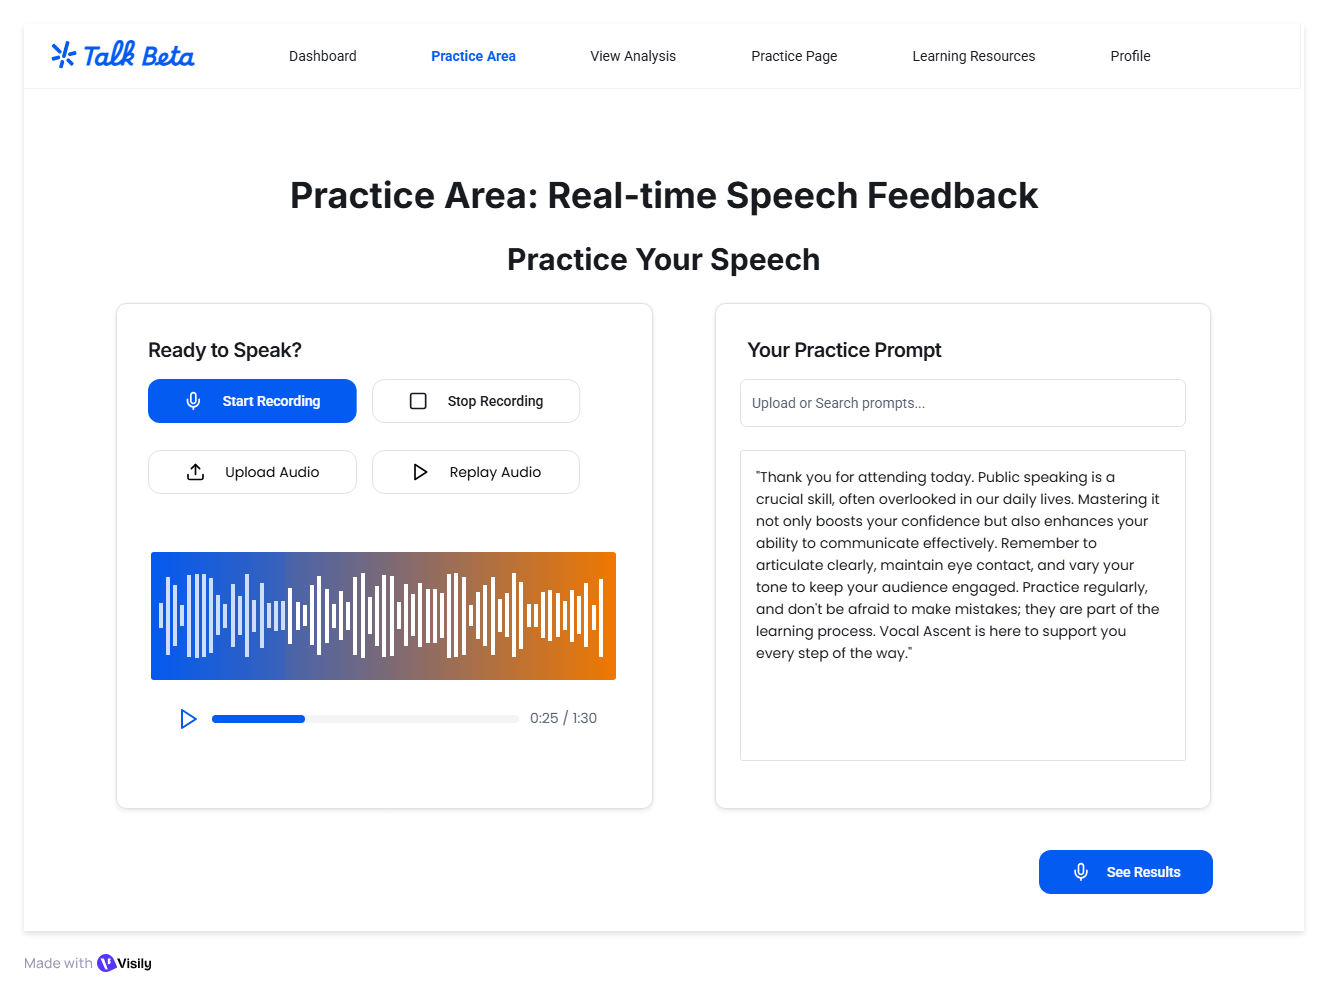 Talk Beta
Dashboard
Practice Area
View Analysis
Practice Page
Learning Resources
Profile
Practice Area: Real-time Speech Feedback
Practice Your Speech
Ready to Speak?
Start Recording
Stop Recording
Upload Audio
Replay Audio
0:25 / 1:30
Your Practice Prompt
Upload or Search prompts...
"Thank you for attending today. Public speaking is a
crucial skill, often overlooked in our daily lives. Mastering it
not only boosts your confidence but also enhances your
ability to communicate effectively. Remember to
articulate clearly, maintain eye contact, and vary your
tone to keep your audience engaged. Practice regularly,
and don't be afraid to make mistakes; they are part of the
learning process. Vocal Ascent is here to support you
every step of the way."
See Results
Made with Visily